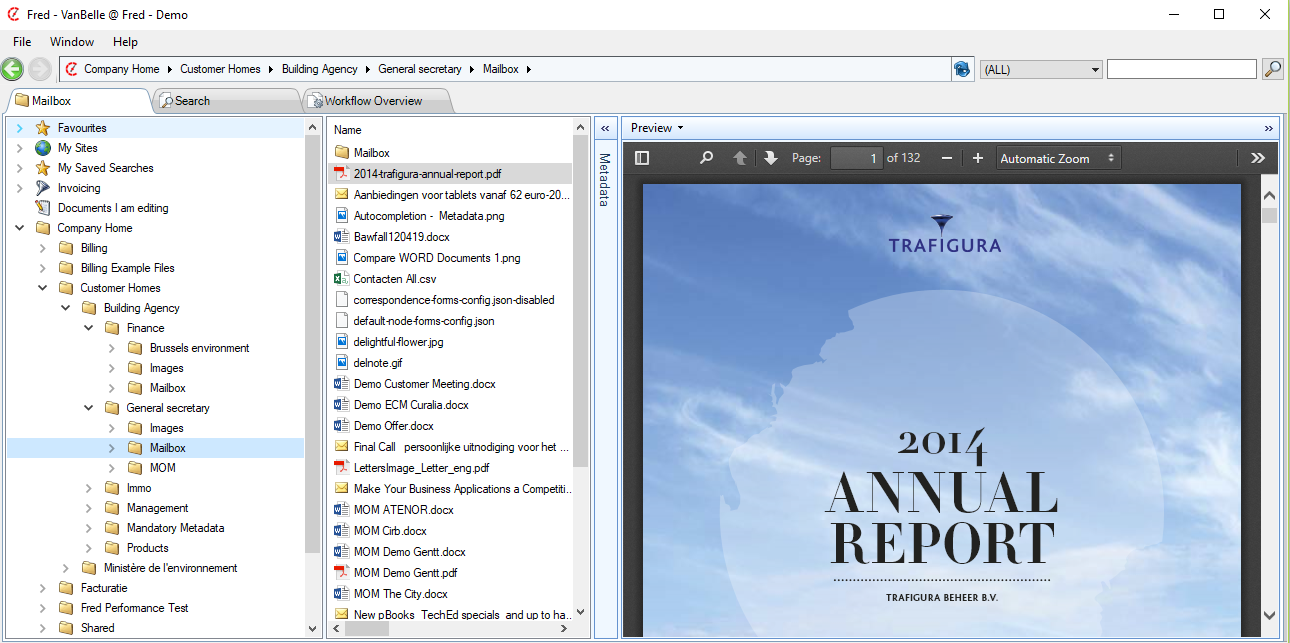 Fred - VanBelle @ Fred - Demo
File Window Help
Company Home Customer Homes Building Agency General secretary Mailbox (ALL)
Mailbox Search Workflow Overview
Favourites
My Sites
My Saved Searches
Invoicing
Documents I am editing
Company Home
Billing
Billing Example Files
Customer Homes
Building Agency
Finance
Brussels environment
Images
Mailbox
General secretary
Images
Mailbox
MOM
Immo
Management
Mandatory Metadata
Products
Ministère de l'environnement
Facturatie
Fred Peformance Test
Shared
Name
Mailbox
2014-trafigura-annual-report.pdf
Aanbiedingen voor tablets vanaf 62 euro-20...
Autocompletion - Metadata.png
Bawfall120419.docx
Compare WORD Documents 1.png
Contacten All.csv
correspondence-forms-config.json-disabled
default-node-forms-config.json
delightful-flower.jpg
delnote.gif
Demo Customer Meeting.docx
Demo ECM Curalia.docx
Demo Offer.docx
Final Call persoonlijke uitnodiging voor het ...
LettersImage_Letter_eng.pdf
Make Your Business Applications a Competiti...
MOM ATENOR.docx
MOM Cirb.docx
MOM Demo Gentt.docx
MOM Demo Gentt.pdf
MOM The City.docx
New pBooks TechEd specials and up to ha...
«
Metadata
Preview »
Page: 1 of 132 − + Automatic Zoom »
TRAFIGURA
2014
ANNUAL
REPORT
TRAFIGURA BEHEER B.V.